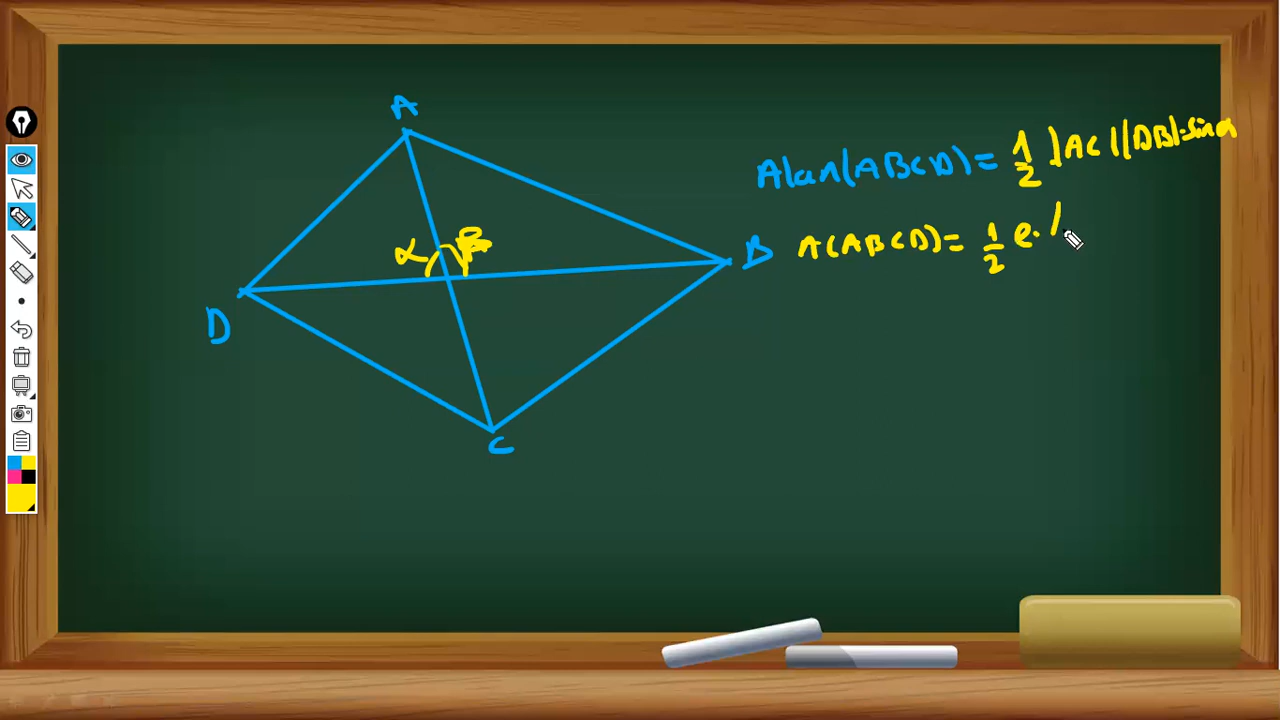 A
Alan(ABCD) = 1/2 |AC||DB|.sinα
α β
B A(ABCD) = 1/2 e.
D
C